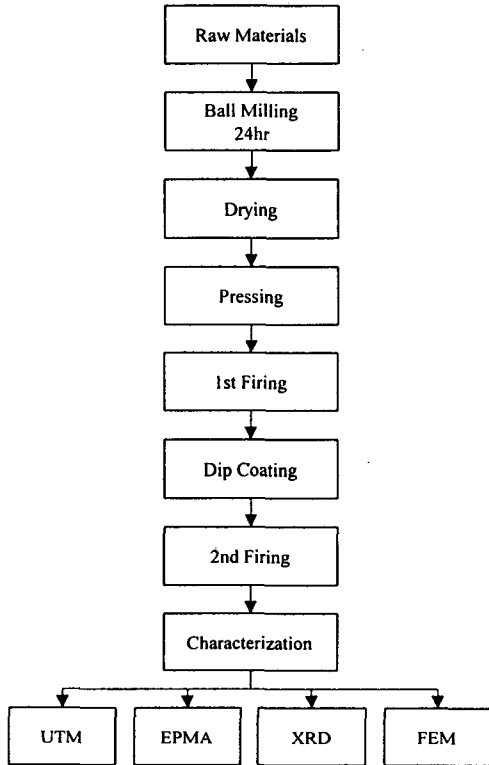 Raw Materials
Ball Milling
24hr
Drying
Pressing
1st Firing
Dip Coating
2nd Firing
Characterization
UTM
EPMA
XRD
FEM